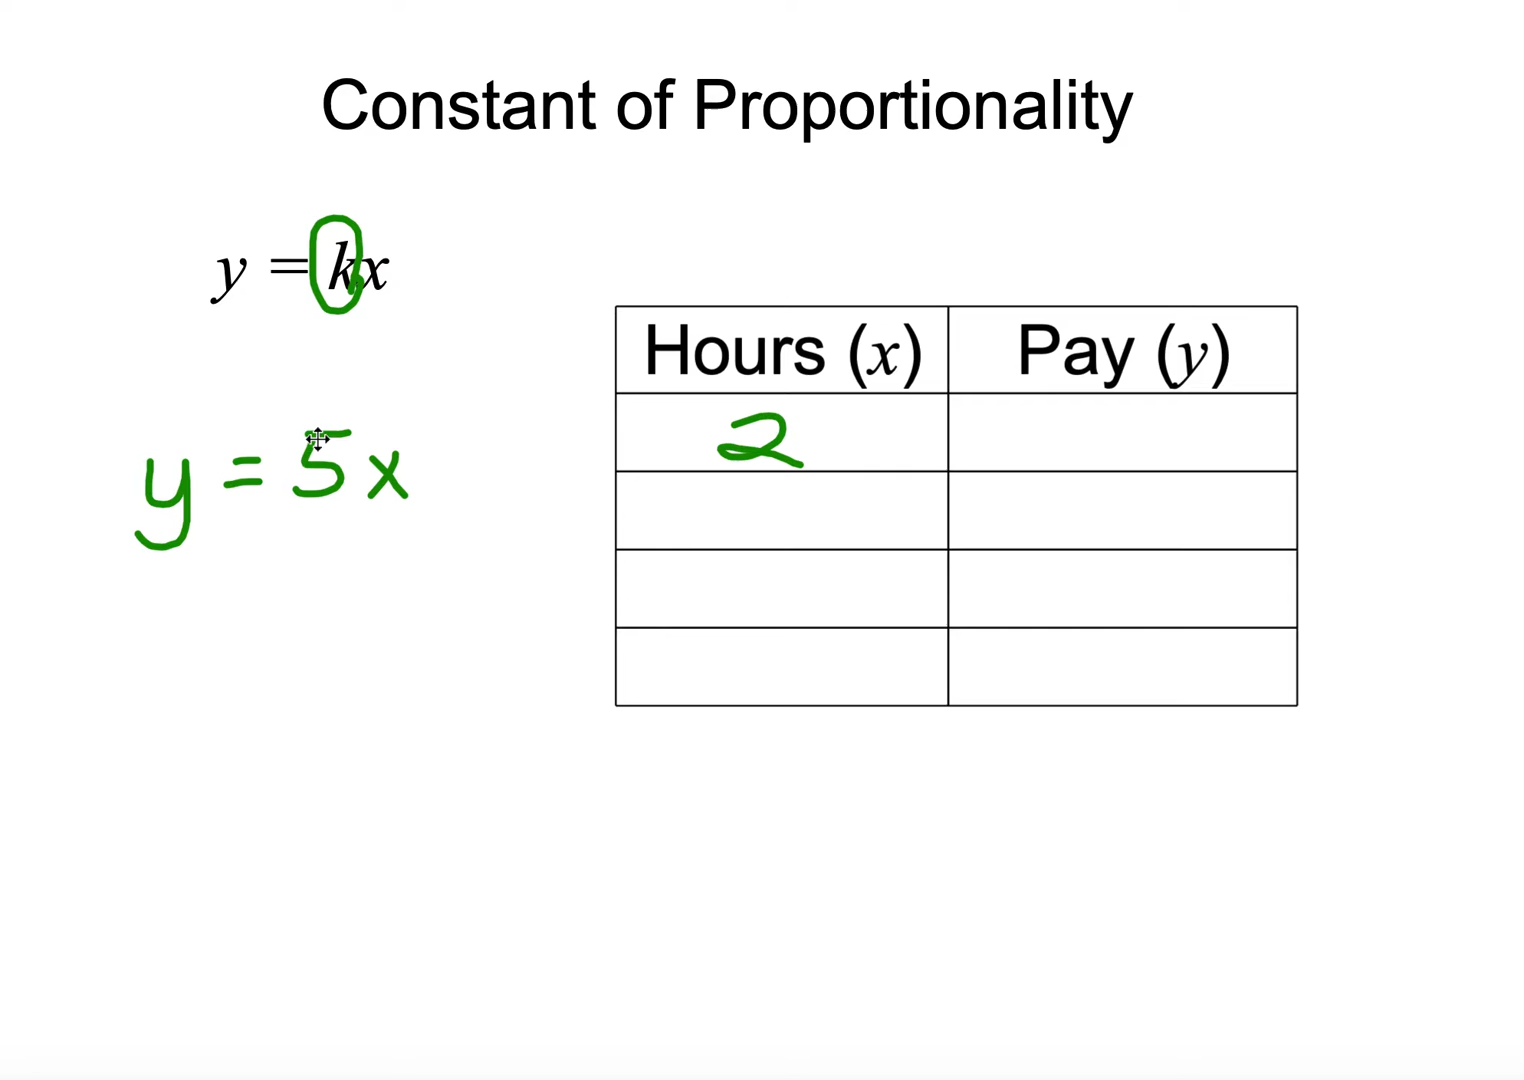 Constant of Proportionality
y = kx
Hours (x) Pay (y)
2
y = 5x